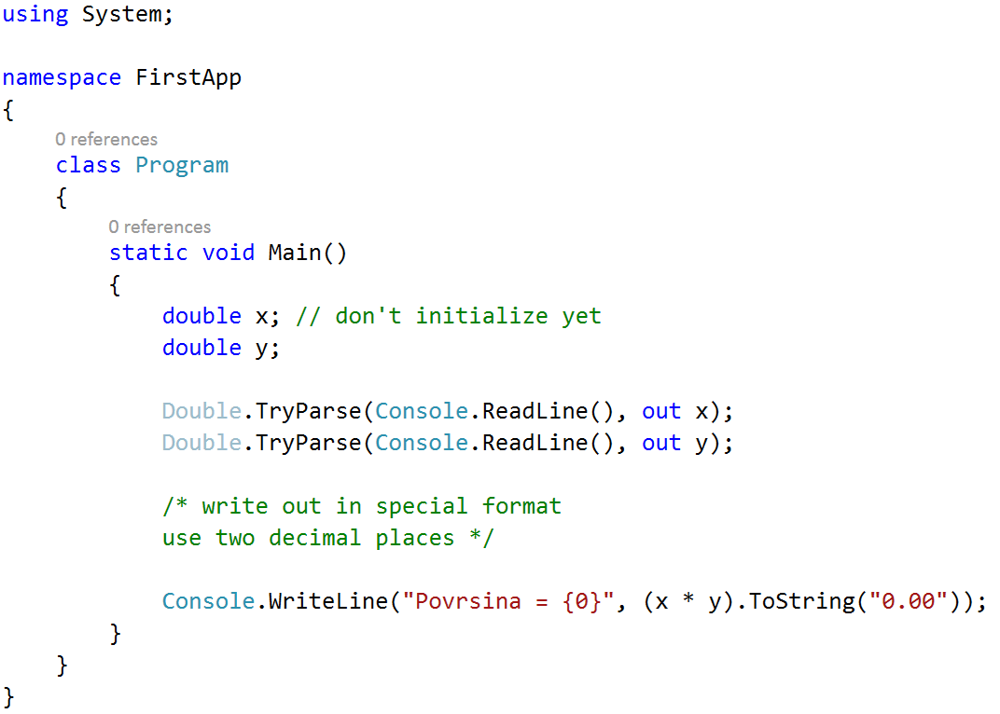 using System;
namespace FirstApp
{
0 references
class Program
{
0 references
static void Main()
{
double x; // don't initialize yet
double y;
Double.TryParse(Console.ReadLine(), out x);
Double.TryParse(Console.ReadLine(), out y);
/* write out in special format
use two decimal places */
Console.WriteLine("Povrsina = {0}", (x * y).ToString("0.00"));
}
}
}